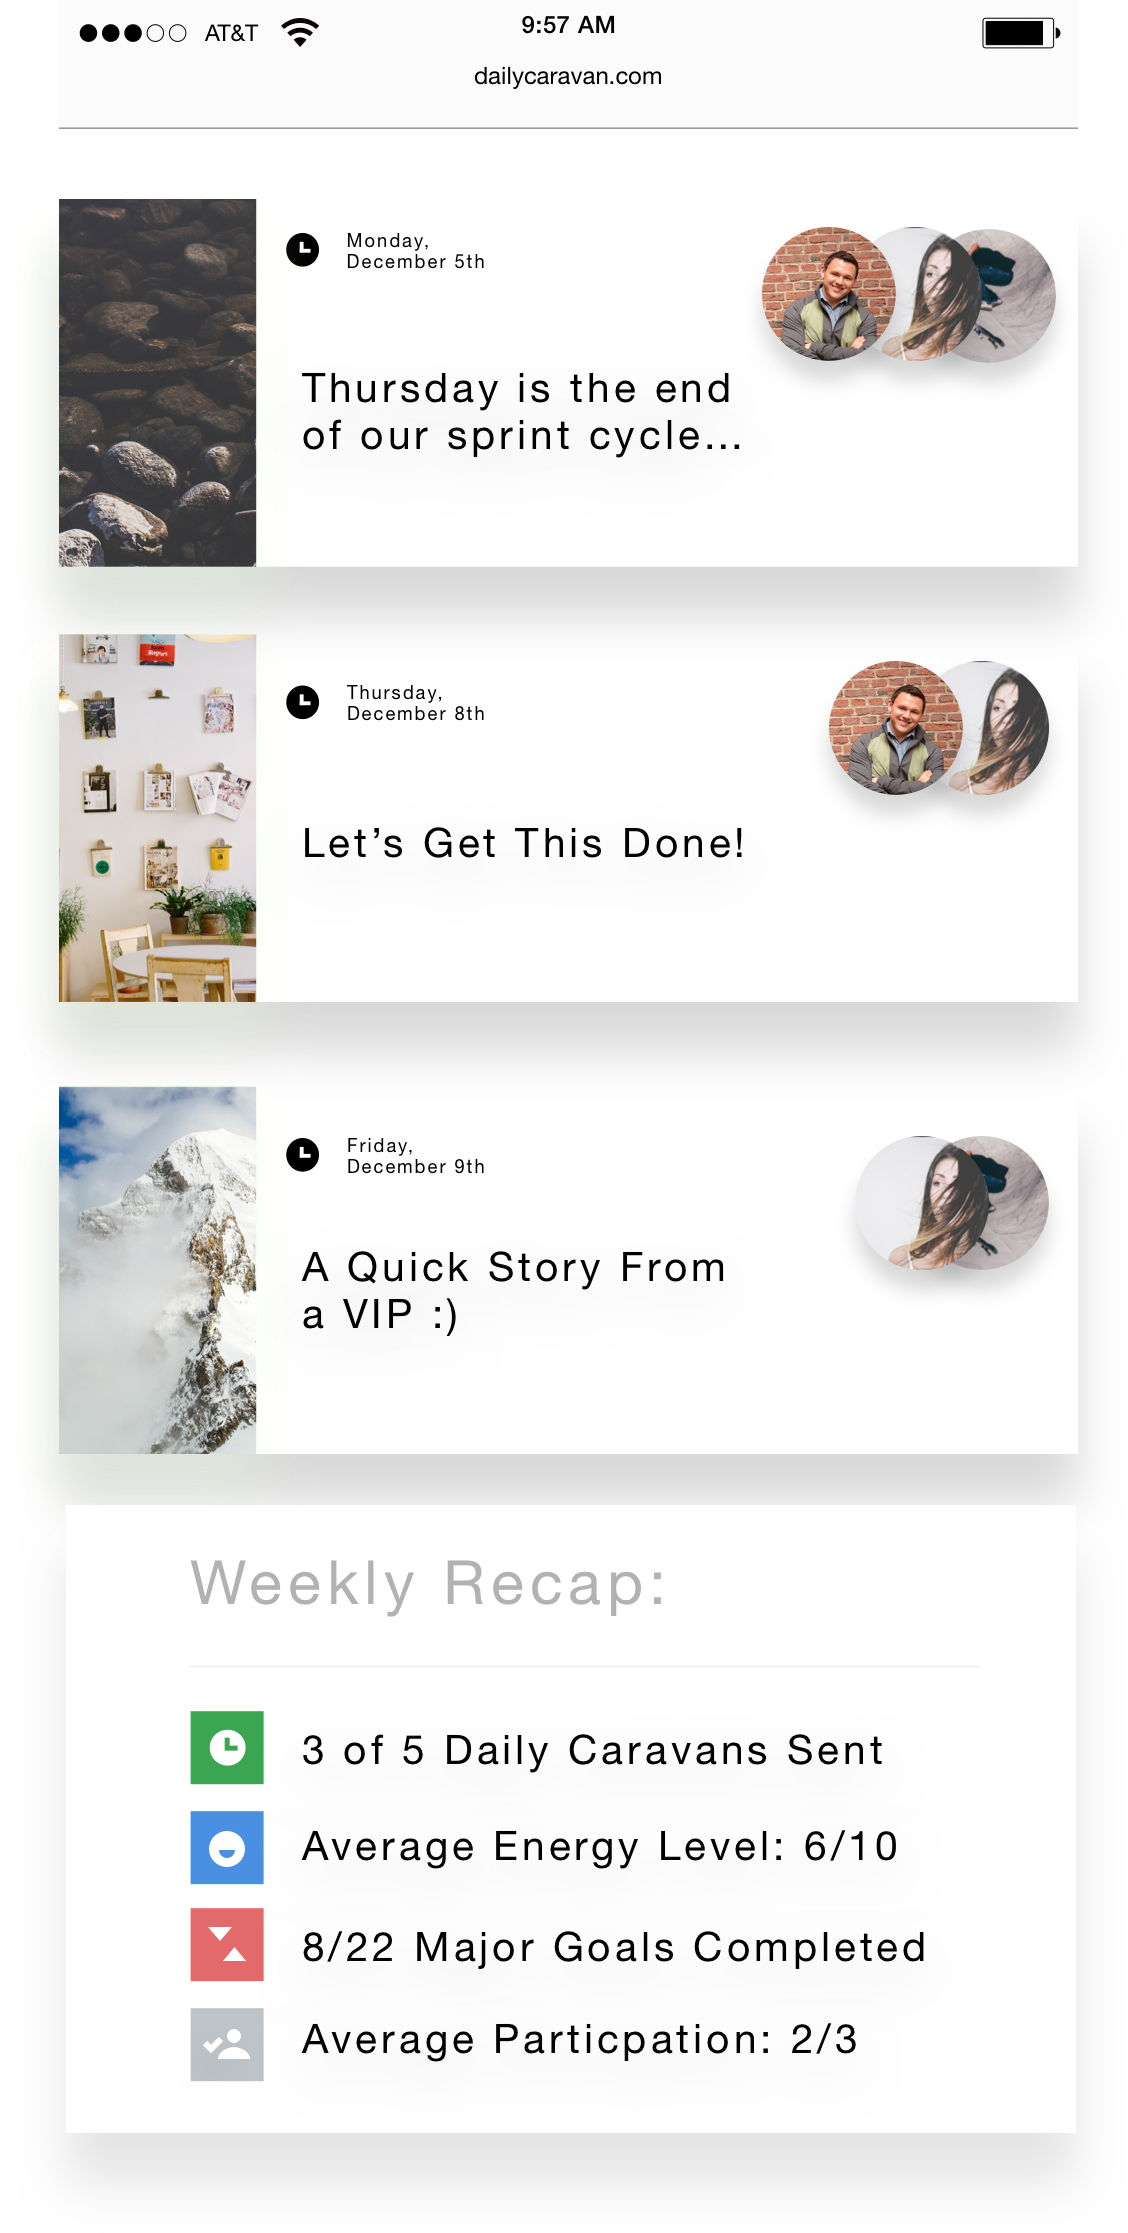 AT&T
9:57 AM
dailycaravan.com
Monday,
December 5th
Thursday is the end
of our sprint cycle...
Thursday,
December 8th
Let’s Get This Done!
Friday,
December 9th
A Quick Story From
a VIP :)
Weekly Recap:
3 of 5 Daily Caravans Sent
Average Energy Level: 6/10
8/22 Major Goals Completed
Average Particpation: 2/3